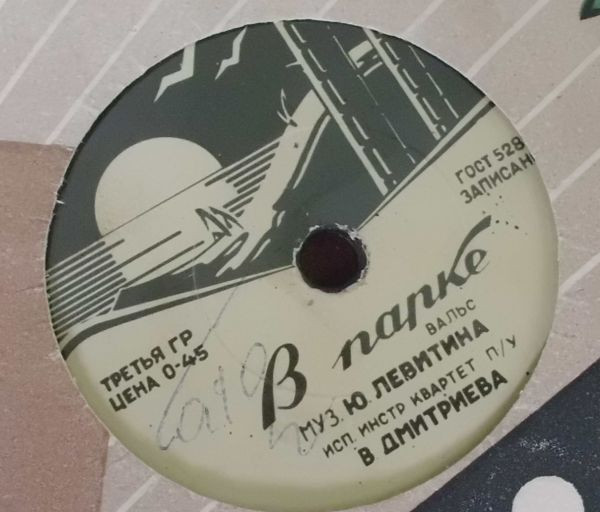 ГОСТ 528
ЗАПИСАН
ТРЕТЬЯ ГР
ЦЕНА 0-45
В парке
ВАЛЬС
МУЗ. Ю. ЛЕВИТИНА
ИСП. ИНСТР КВАРТЕТ П/У
В ДМИТРИЕВА